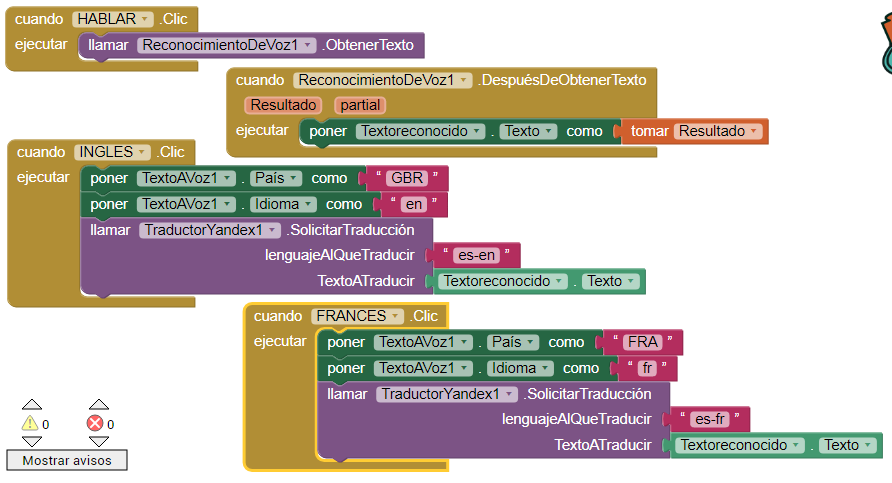 cuando HABLAR .Clic
ejecutar llamar ReconocimientoDeVoz1 .ObtenerTexto
cuando ReconocimientoDeVoz1 .DespuésDeObtenerTexto
Resultado partial
ejecutar poner Textoreconocido . Texto como tomar Resultado
cuando INGLES .Clic
ejecutar poner TextoAVoz1 . País como “ GBR ”
poner TextoAVoz1 . Idioma como “ en ”
llamar TraductorYandex1 .SolicitarTraducción
lenguajeAlQueTraducir “ es-en ”
TextoATraducir Textoreconocido . Texto
cuando FRANCES .Clic
ejecutar poner TextoAVoz1 . País como “ FRA ”
poner TextoAVoz1 . Idioma como “ fr ”
llamar TraductorYandex1 .SolicitarTraducción
lenguajeAlQueTraducir “ es-fr ”
TextoATraducir Textoreconocido . Texto
0 0
Mostrar avisos